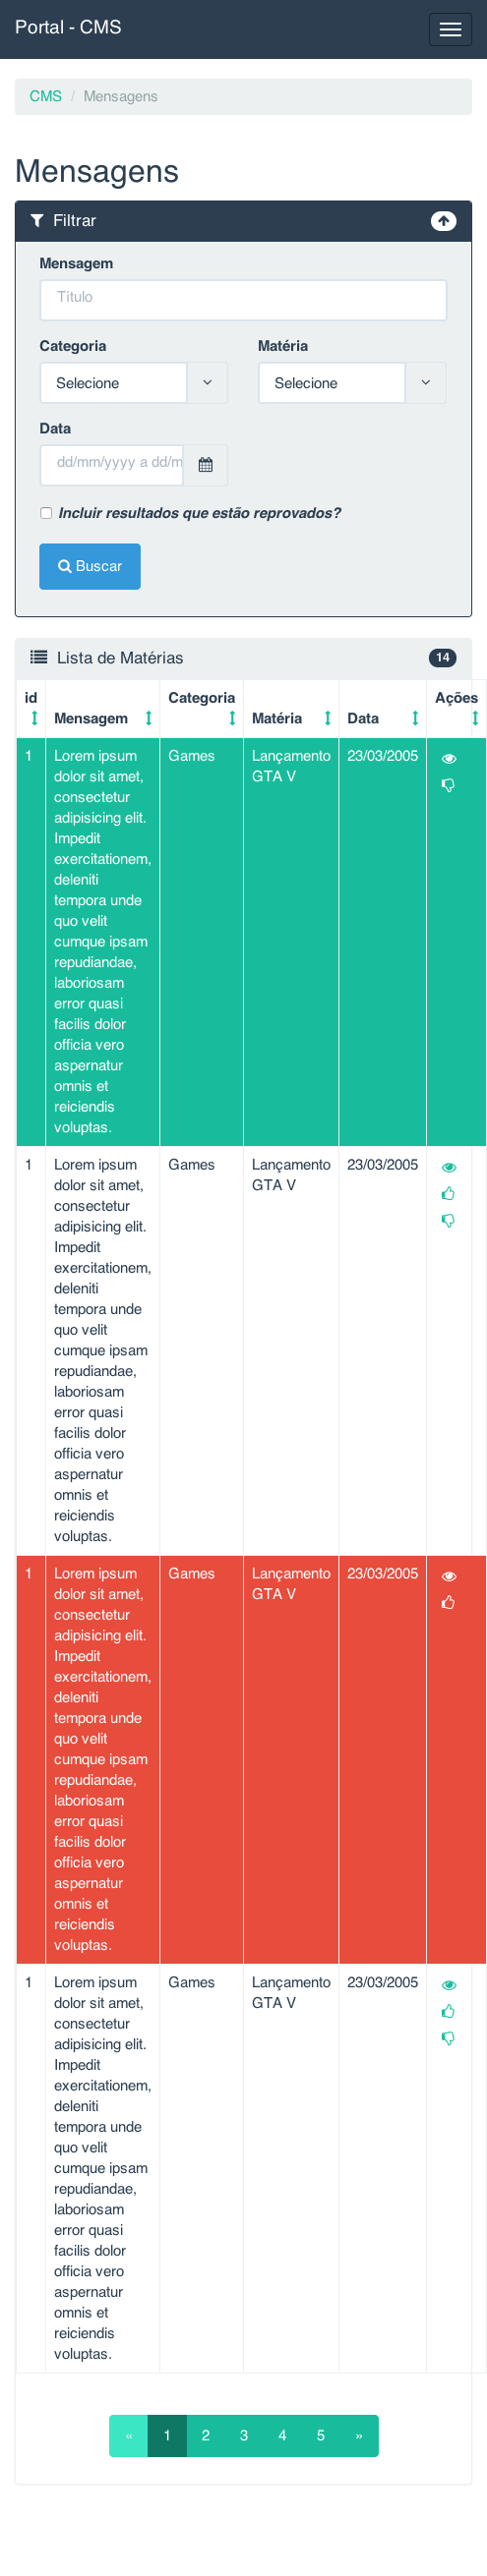 Portal - CMS
CMS / Mensagens
Mensagens
Filtrar
Mensagem
Titulo
Categoria Matéria
Selecione Selecione
Data
dd/mm/yyyy a dd/m
Incluir resultados que estão reprovados?
Buscar
Lista de Matérias 14
id Mensagem Categoria Matéria Data Ações
1 Lorem ipsum Games Lançamento 23/03/2005
dolor sit amet, GTA V
consectetur
adipisicing elit.
Impedit
exercitationem,
deleniti
tempora unde
quo velit
cumque ipsam
repudiandae,
laboriosam
error quasi
facilis dolor
officia vero
aspernatur
omnis et
reiciendis
voluptas.
1 Lorem ipsum Games Lançamento 23/03/2005
dolor sit amet, GTA V
consectetur
adipisicing elit.
Impedit
exercitationem,
deleniti
tempora unde
quo velit
cumque ipsam
repudiandae,
laboriosam
error quasi
facilis dolor
officia vero
aspernatur
omnis et
reiciendis
voluptas.
1 Lorem ipsum Games Lançamento 23/03/2005
dolor sit amet, GTA V
consectetur
adipisicing elit.
Impedit
exercitationem,
deleniti
tempora unde
quo velit
cumque ipsam
repudiandae,
laboriosam
error quasi
facilis dolor
officia vero
aspernatur
omnis et
reiciendis
voluptas.
1 Lorem ipsum Games Lançamento 23/03/2005
dolor sit amet, GTA V
consectetur
adipisicing elit.
Impedit
exercitationem,
deleniti
tempora unde
quo velit
cumque ipsam
repudiandae,
laboriosam
error quasi
facilis dolor
officia vero
aspernatur
omnis et
reiciendis
voluptas.
« 1 2 3 4 5 »